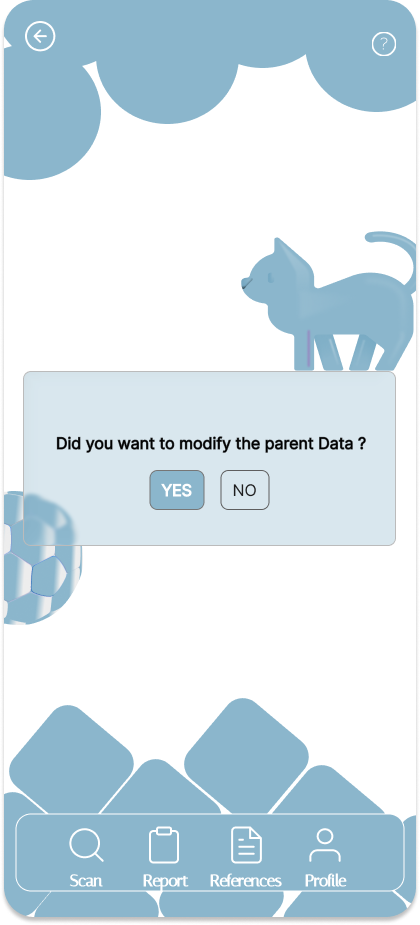 ?
Did you want to modify the parent Data ?
YES NO
Scan Report References Profile